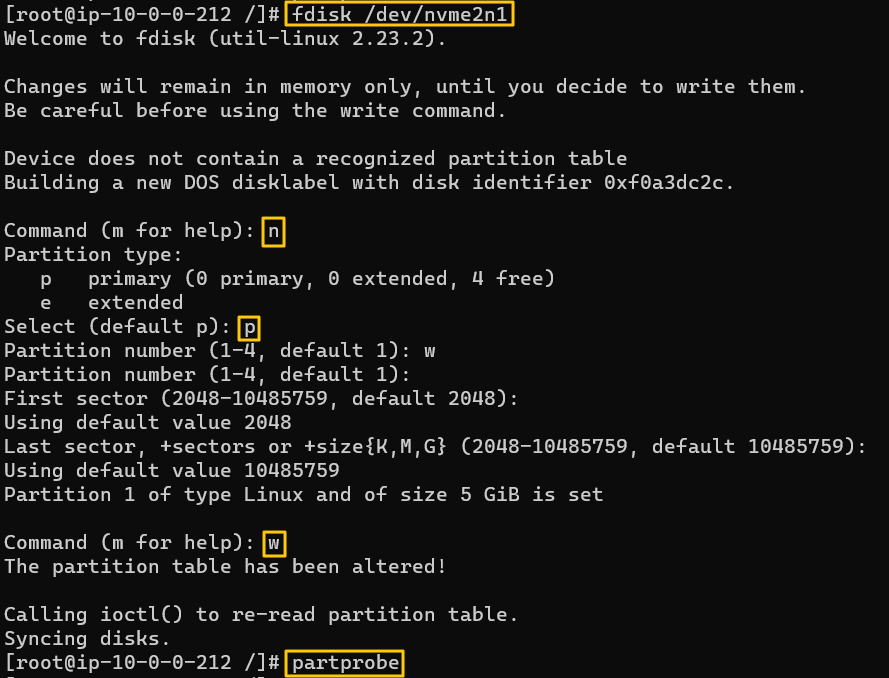 [root@ip-10-0-0-212 /]# fdisk /dev/nvme2n1
Welcome to fdisk (util-linux 2.23.2).

Changes will remain in memory only, until you decide to write them.
Be careful before using the write command.

Device does not contain a recognized partition table
Building a new DOS disklabel with disk identifier 0xf0a3dc2c.

Command (m for help): n
Partition type:
   p   primary (0 primary, 0 extended, 4 free)
   e   extended
Select (default p): p
Partition number (1-4, default 1): w
Partition number (1-4, default 1):
First sector (2048-10485759, default 2048):
Using default value 2048
Last sector, +sectors or +size{K,M,G} (2048-10485759, default 10485759):
Using default value 10485759
Partition 1 of type Linux and of size 5 GiB is set

Command (m for help): w
The partition table has been altered!

Calling ioctl() to re-read partition table.
Syncing disks.
[root@ip-10-0-0-212 /]# partprobe